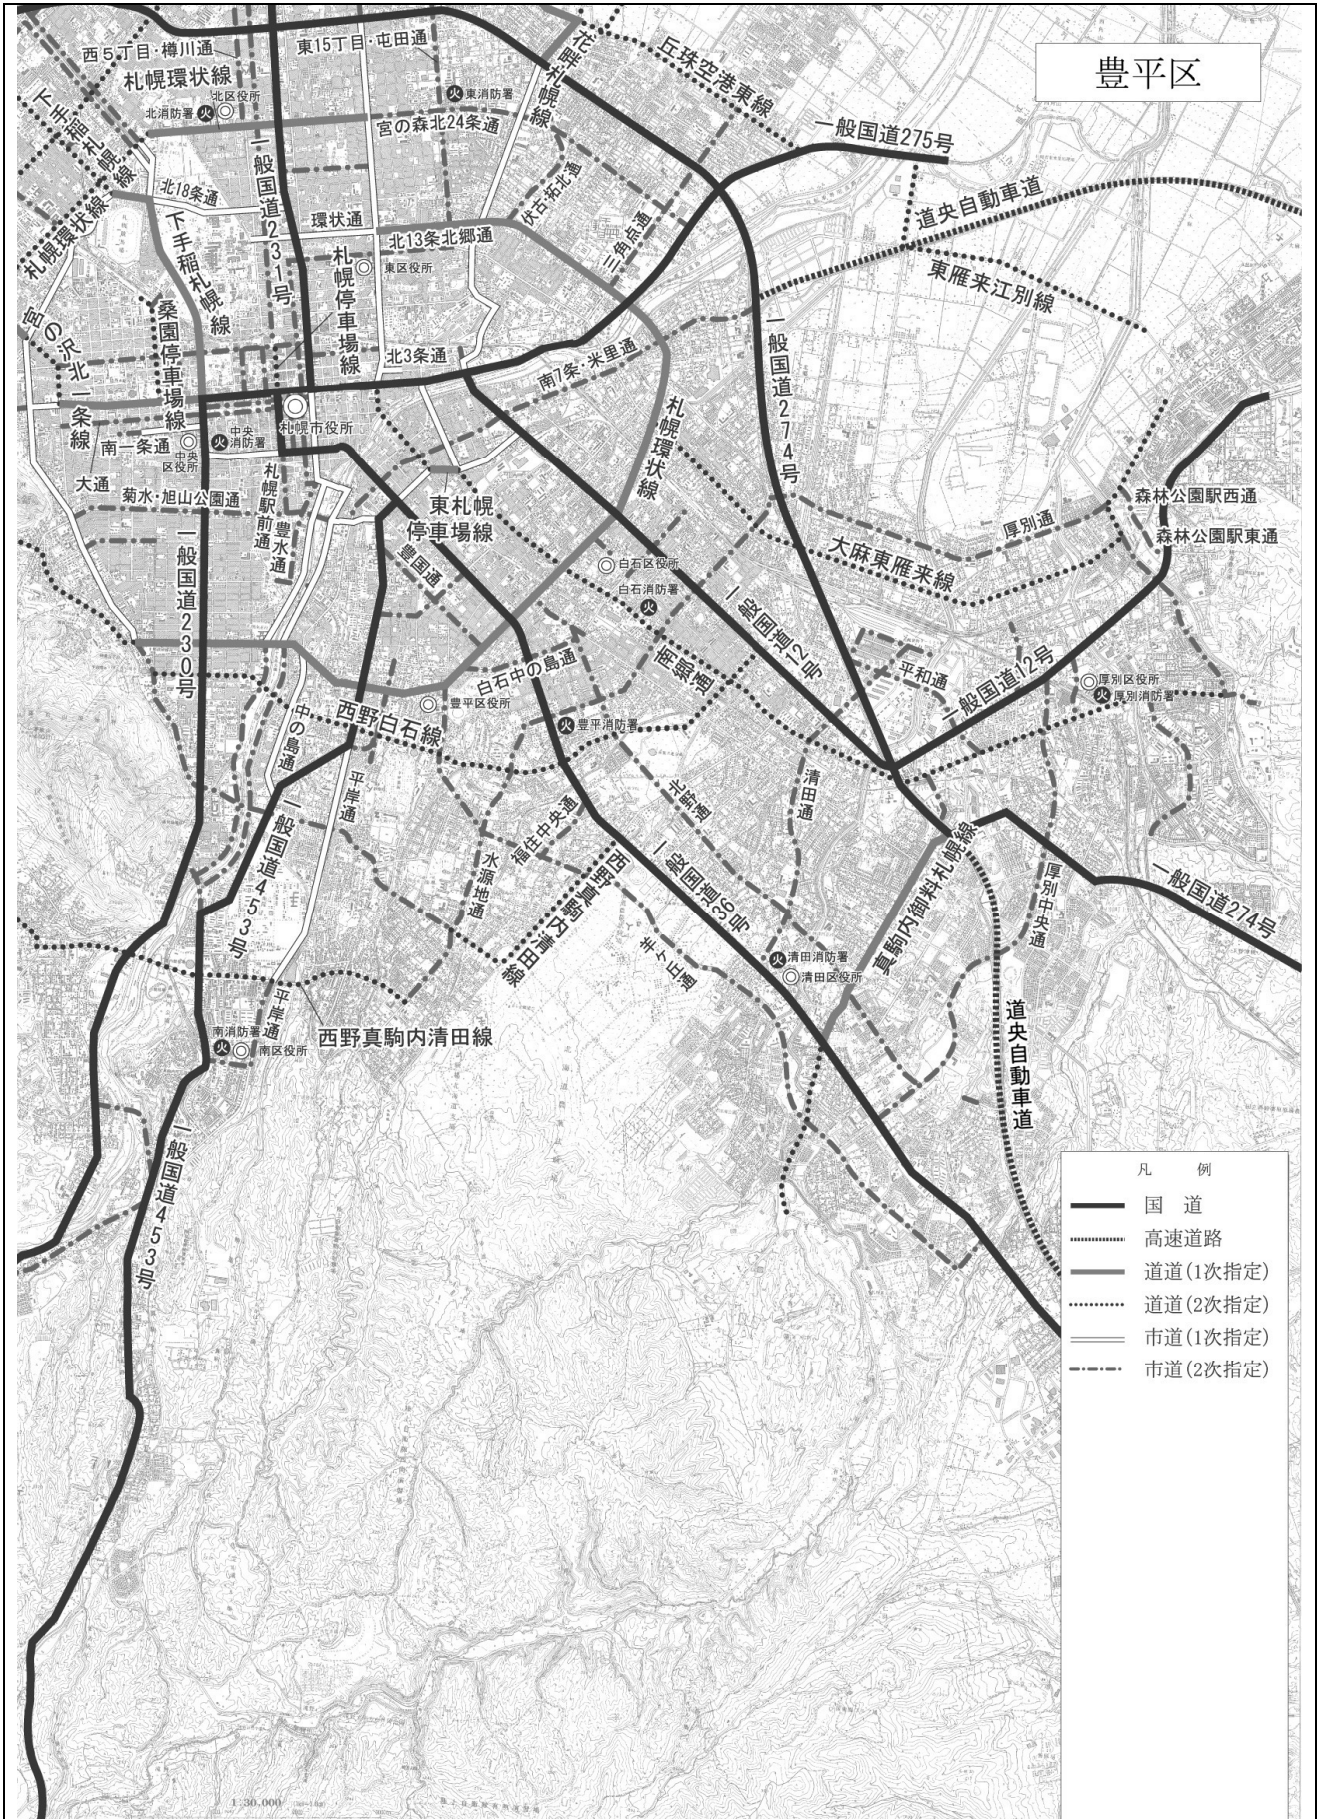 豊平区
西5丁目・樽川通
東15丁目・屯田通
花畔札幌線
丘珠空港東線
札幌環状線
北区役所
北消防署
火
東消防署
火
下手稲札幌線
宮の森北24条通
一般国道275号
一般国道231号
北18条通
伏古拓北通
道央自動車道
札幌環状線
下手稲札幌線
環状通
北13条北郷通
三角点通
札幌停車場線
東区役所
東雁来江別線
宮の沢北一条線
桑園停車場線
北3条通
南7条・米里通
一般国道274号
札幌市役所
中央消防署
火
中央区役所
南一条通
大通
札幌環状線
菊水・旭山公園通
札幌駅前通
豊水通
東札幌停車場線
森林公園駅西通
森林公園駅東通
厚別通
大麻東雁来線
一般国道230号
豊国通
白石区役所
白石消防署
火
一般国道12号
南郷通
白石中の島通
平和通
一般国道12号
厚別区役所
火
厚別消防署
豊平区役所
西野白石線
火
豊平消防署
中の島通
平岸通
北野通
清田通
一般国道453号
福住中央通
水源地通
西野真駒内清田線
一般国道36号
真駒内御料札幌線
厚別中央通
一般国道274号
羊ケ丘通
火
清田消防署
清田区役所
道央自動車道
平岸通
西野真駒内清田線
南消防署
火
南区役所
一般国道453号
凡 例
国 道
高速道路
道道(1次指定)
道道(2次指定)
市道(1次指定)
市道(2次指定)
1:30,000